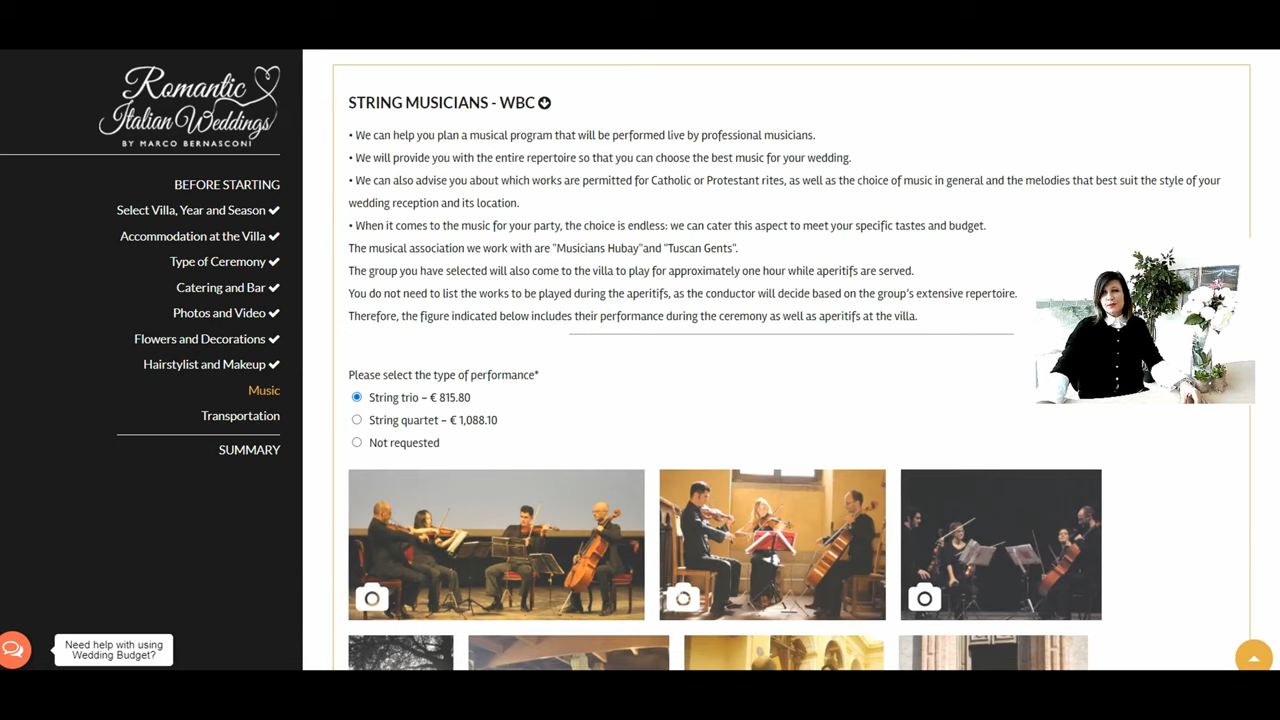 Romantic
Italian Weddings
BY MARCO BERNASCONI
BEFORE STARTING
Select Villa, Year and Season
Accommodation at the Villa
Type of Ceremony
Catering and Bar
Photos and Video
Flowers and Decorations
Hairstylist and Makeup
Music
Transportation
SUMMARY
Need help with using
Wedding Budget?
STRING MUSICIANS - WBC
• We can help you plan a musical program that will be performed live by professional musicians.
• We will provide you with the entire repertoire so that you can choose the best music for your wedding.
• We can also advise you about which works are permitted for Catholic or Protestant rites, as well as the choice of music in general and the melodies that best suit the style of your
wedding reception and its location.
• When it comes to the music for your party, the choice is endless: we can cater this aspect to meet your specific tastes and budget.
The musical association we work with are "Musicians Hubay"and "Tuscan Gents".
The group you have selected will also come to the villa to play for approximately one hour while aperitifs are served.
You do not need to list the works to be played during the aperitifs, as the conductor will decide based on the group's extensive repertoire.
Therefore, the figure indicated below includes their performance during the ceremony as well as aperitifs at the villa.
Please select the type of performance*
String trio – € 815.80
String quartet – € 1,088.10
Not requested